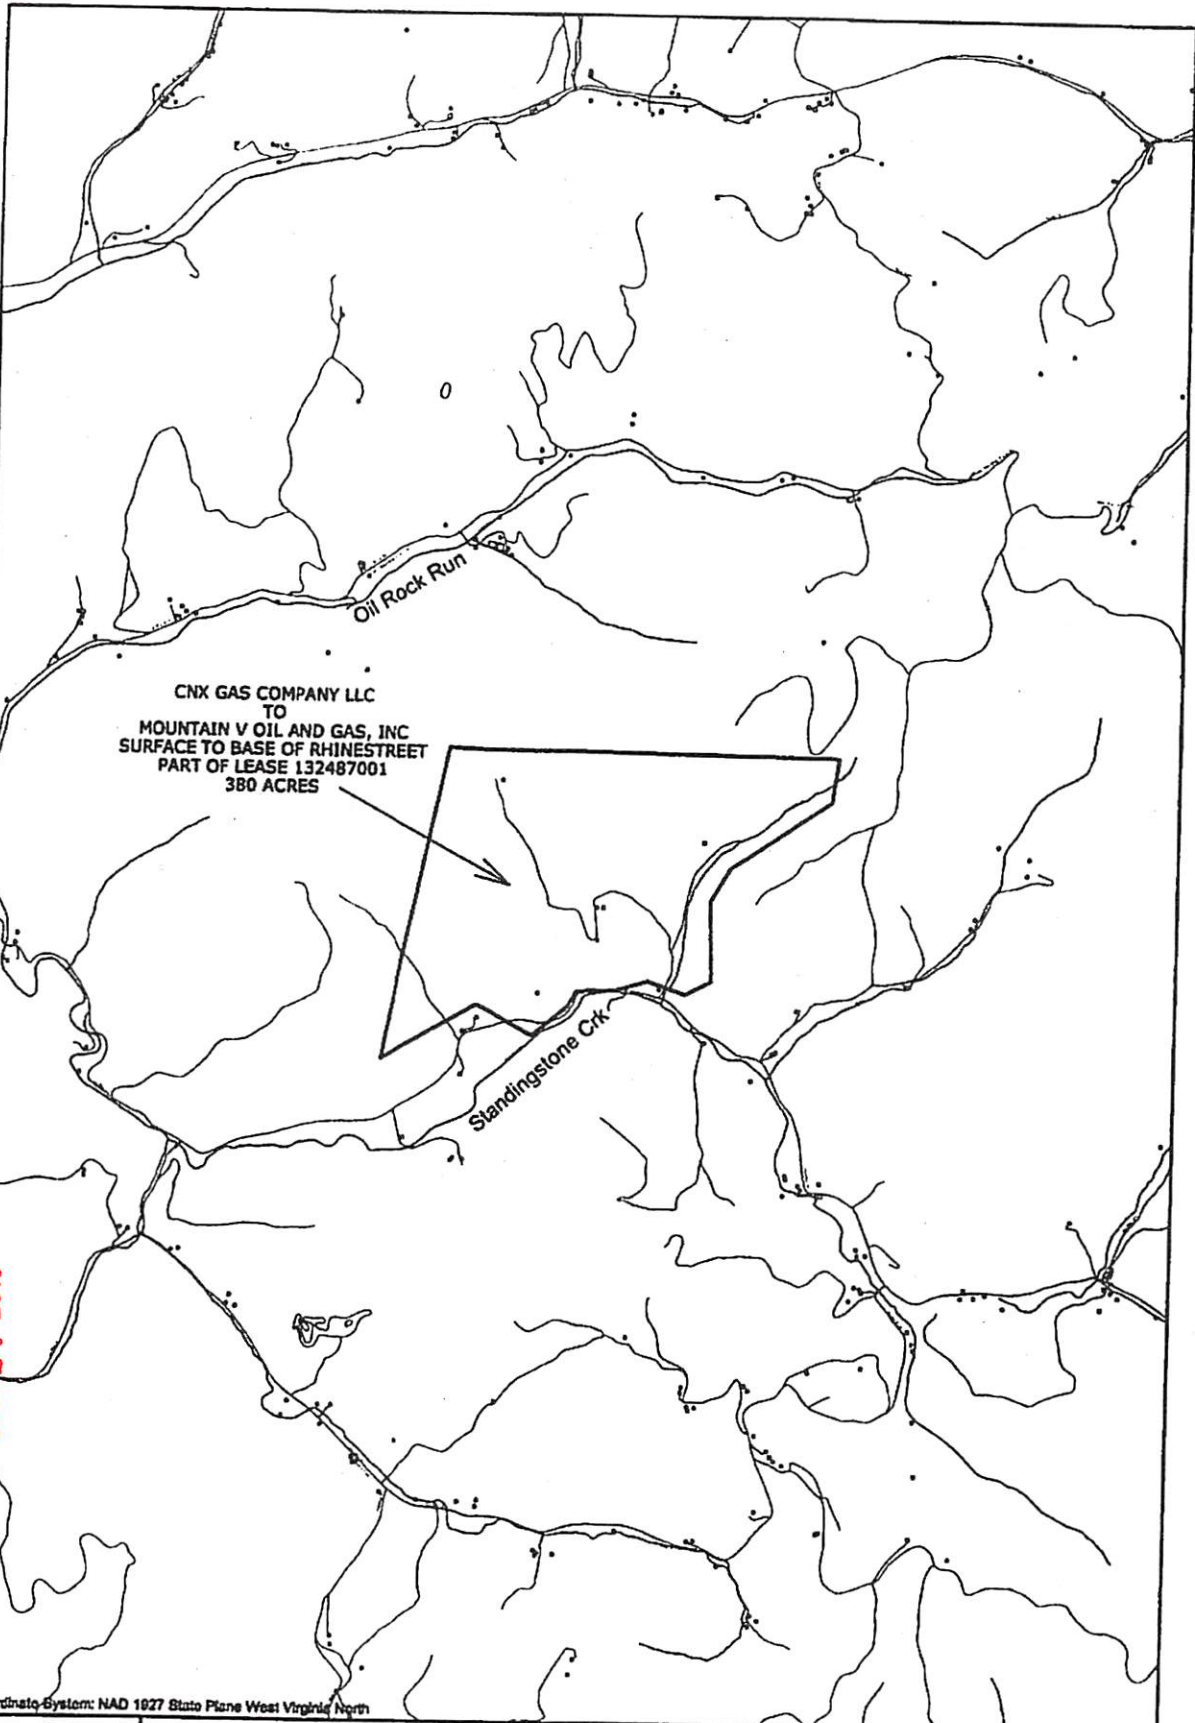 Oil Rock Run
CNX GAS COMPANY LLC
TO
MOUNTAIN V OIL AND GAS, INC
SURFACE TO BASE OF RHINESTREET
PART OF LEASE 132487001
380 ACRES
Standingstone Crk
rdinate System: NAD 1927 State Plane West Virginia North